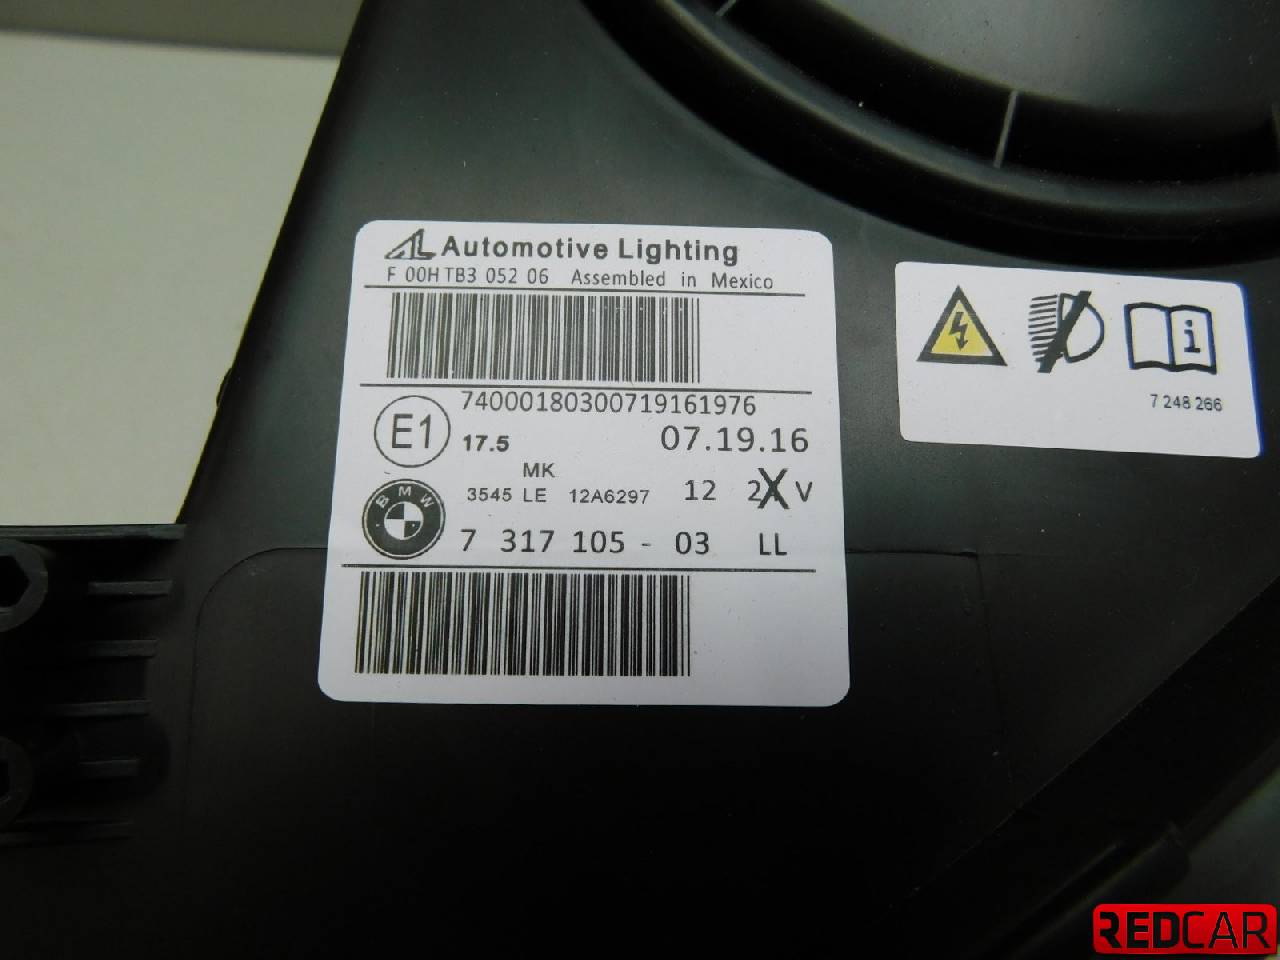 AL Automotive Lighting
F 00H TB3 052 06 Assembled in Mexico
74000180300719161976
E1 17.5 07.19.16
MK
3545 LE 12A6297 12 2X V
BMW
7 317 105 - 03 LL
i
7 248 266
REDCAR